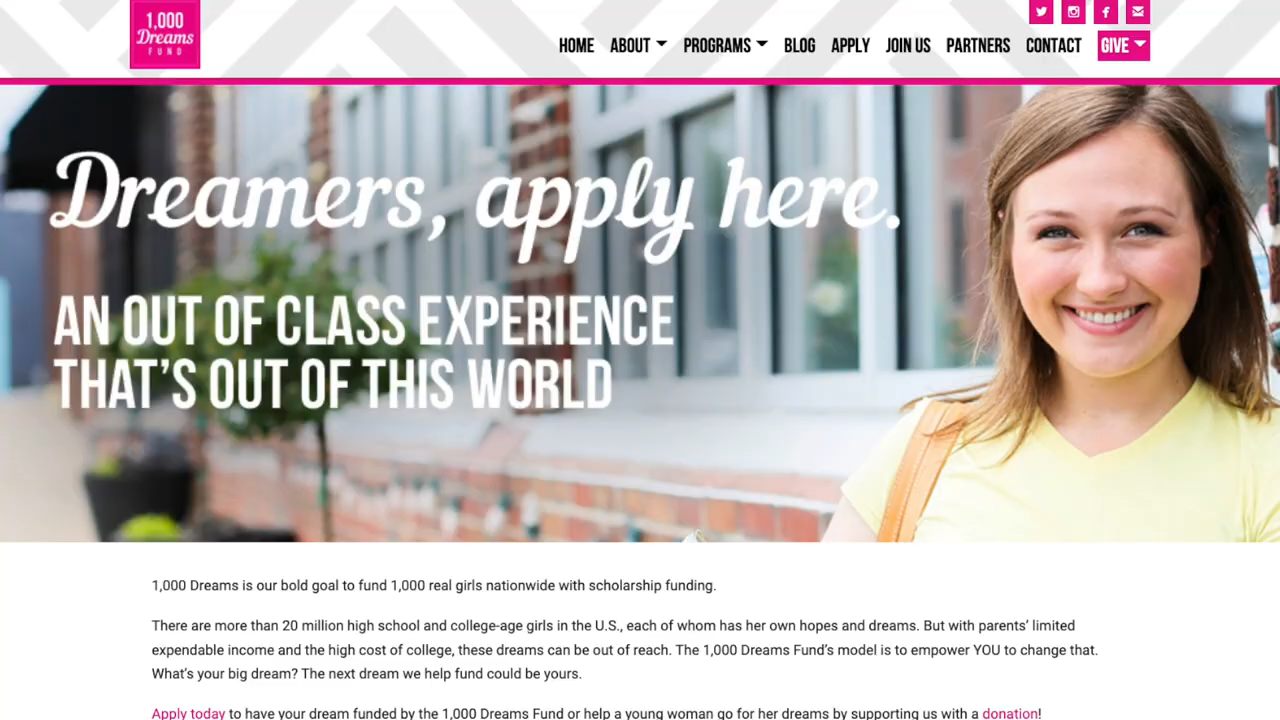 1,000
Dreams
FUND
HOME ABOUT PROGRAMS BLOG APPLY JOIN US PARTNERS CONTACT GIVE
Dreamers, apply here.
AN OUT OF CLASS EXPERIENCE
THAT'S OUT OF THIS WORLD
1,000 Dreams is our bold goal to fund 1,000 real girls nationwide with scholarship funding.
There are more than 20 million high school and college-age girls in the U.S., each of whom has her own hopes and dreams. But with parents' limited
expendable income and the high cost of college, these dreams can be out of reach. The 1,000 Dreams Fund's model is to empower YOU to change that.
What's your big dream? The next dream we help fund could be yours.
Apply today to have your dream funded by the 1,000 Dreams Fund or help a young woman go for her dreams by supporting us with a donation!